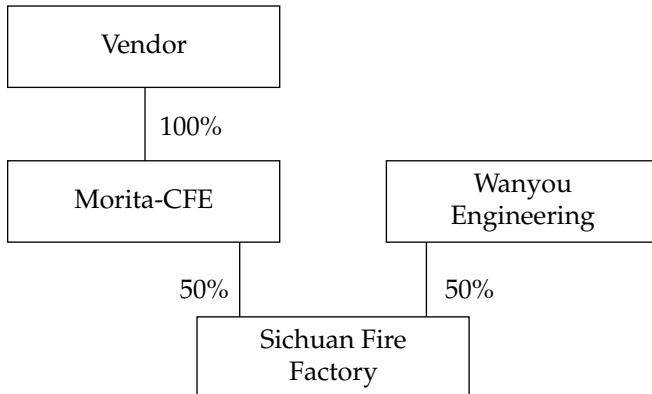 Vendor
100%
Morita-CFE
Wanyou
Engineering
50%
50%
Sichuan Fire
Factory